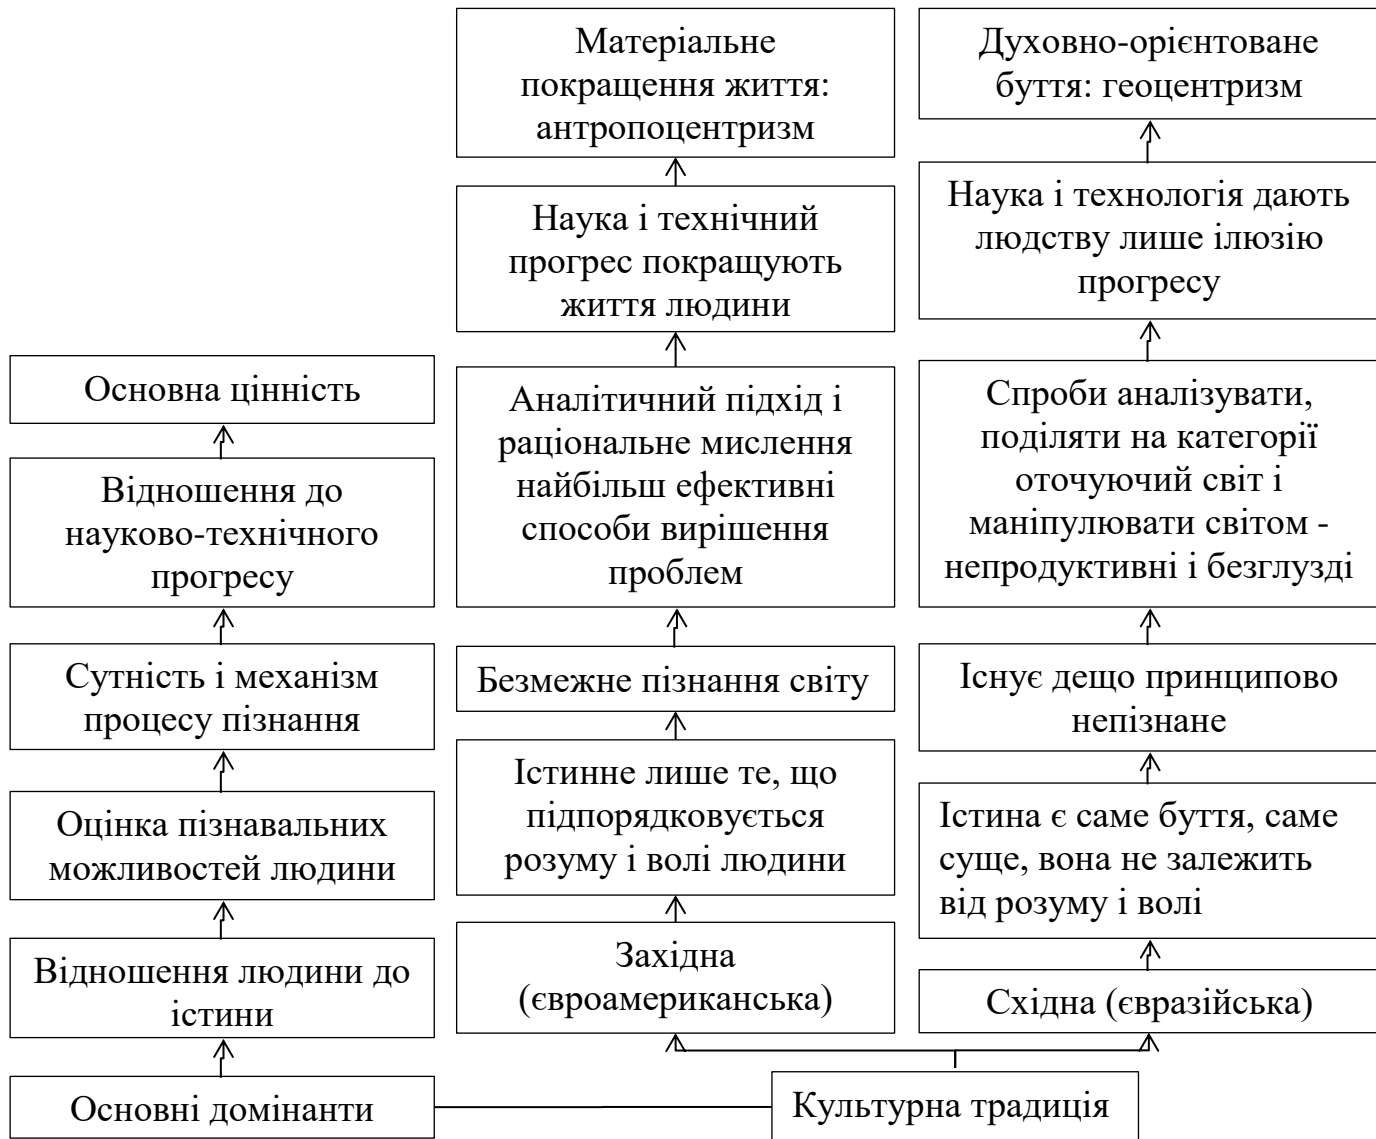 Матеріальне
покращення життя:
антропоцентризм
Духовно-орієнтоване
буття: геоцентризм
Наука і технічний
прогрес покращують
життя людини
Наука і технологія дають
людству лише ілюзію
прогресу
Основна цінність
Аналітичний підхід і
раціональне мислення
найбільш ефективні
способи вирішення
проблем
Спроби аналізувати,
поділяти на категорії
оточуючий світ і
маніпулювати світом -
непродуктивні і безглузді
Відношення до
науково-технічного
прогресу
Сутність і механізм
процесу пізнання
Безмежне пізнання світу
Існує дещо принципово
непізнане
Оцінка пізнавальних
можливостей людини
Істинне лише те, що
підпорядковується
розуму і волі людини
Істина є саме буття, саме
суще, вона не залежить
від розуму і волі
Відношення людини до
істини
Західна
(євроамериканська)
Східна (євразійська)
Основні домінанти
Культурна традиція